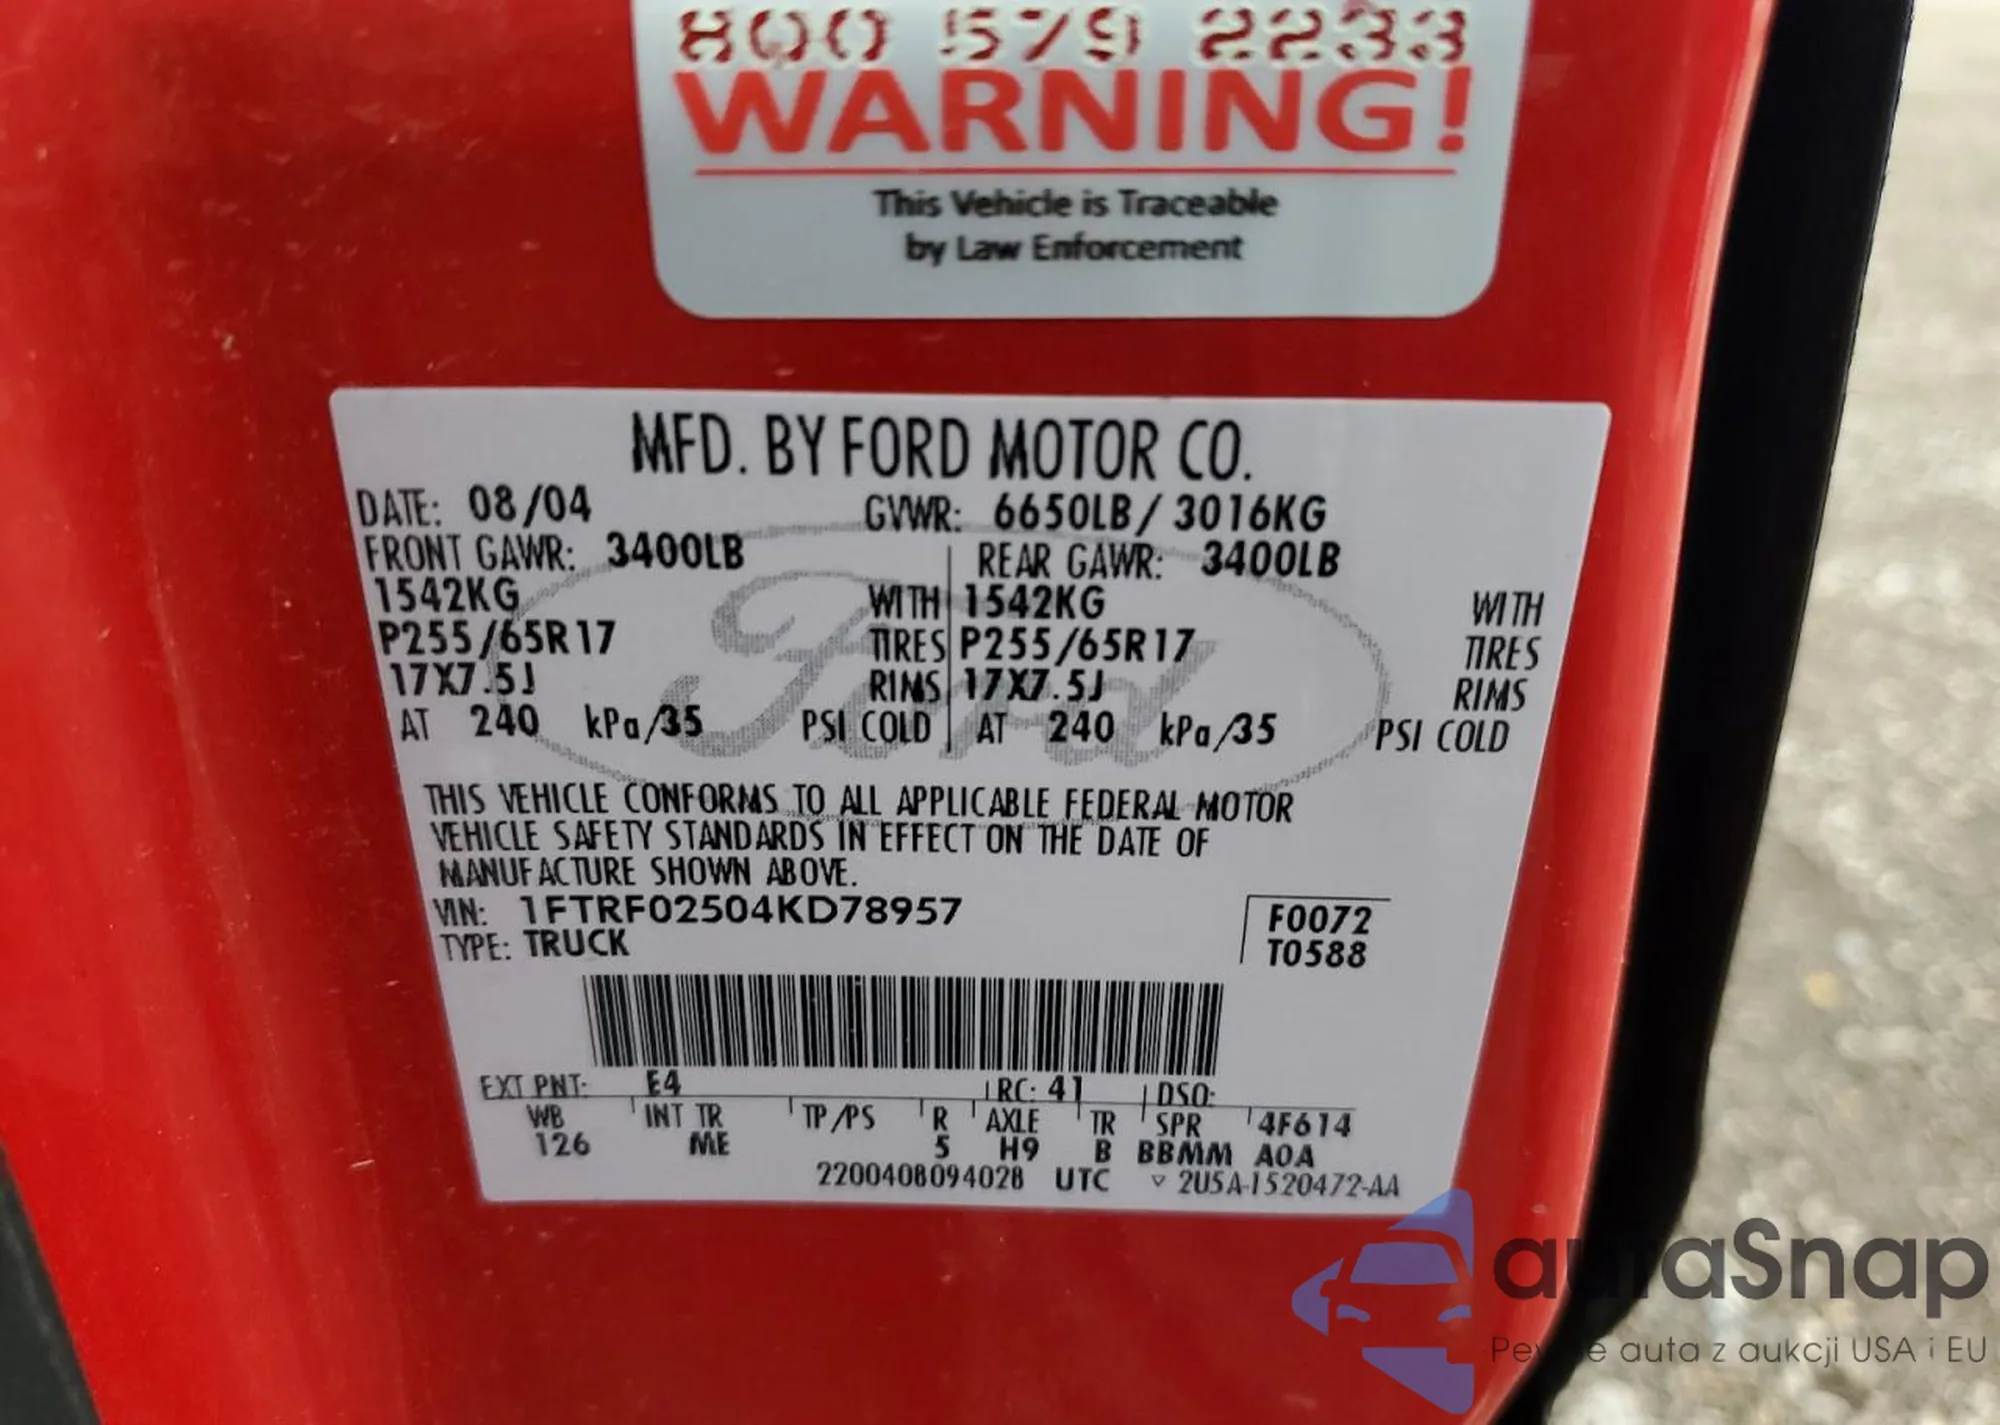 800 579 2233
WARNING!
This Vehicle is Traceable
by Law Enforcement
MFD. BY FORD MOTOR CO.
DATE: 08/04 GVWR: 6650LB/ 3016KG
FRONT GAWR: 3400LB REAR GAWR: 3400LB
1542KG WITH 1542KG WITH
P255/65R17 TIRES P255/65R17 TIRES
17X7.5J RIMS 17X7.5J RIMS
AT 240 kPa/35 PSI COLD AT 240 kPa/35 PSI COLD
Ford
THIS VEHICLE CONFORMS TO ALL APPLICABLE FEDERAL MOTOR
VEHICLE SAFETY STANDARDS IN EFFECT ON THE DATE OF
MANUFACTURE SHOWN ABOVE.
VIN: 1FTRF02504KD78957 F0072
TYPE: TRUCK T0588
EXT PNT: E4 RC: 41 DSO:
WB INT TR TP/PS R AXLE TR SPR 4F614
126 ME 5 H9 B BBMM A0A
2200408094028 UTC ▽ 2U5A-1520472-AA
autaSnap
Pewne auta z aukcji USA i EU